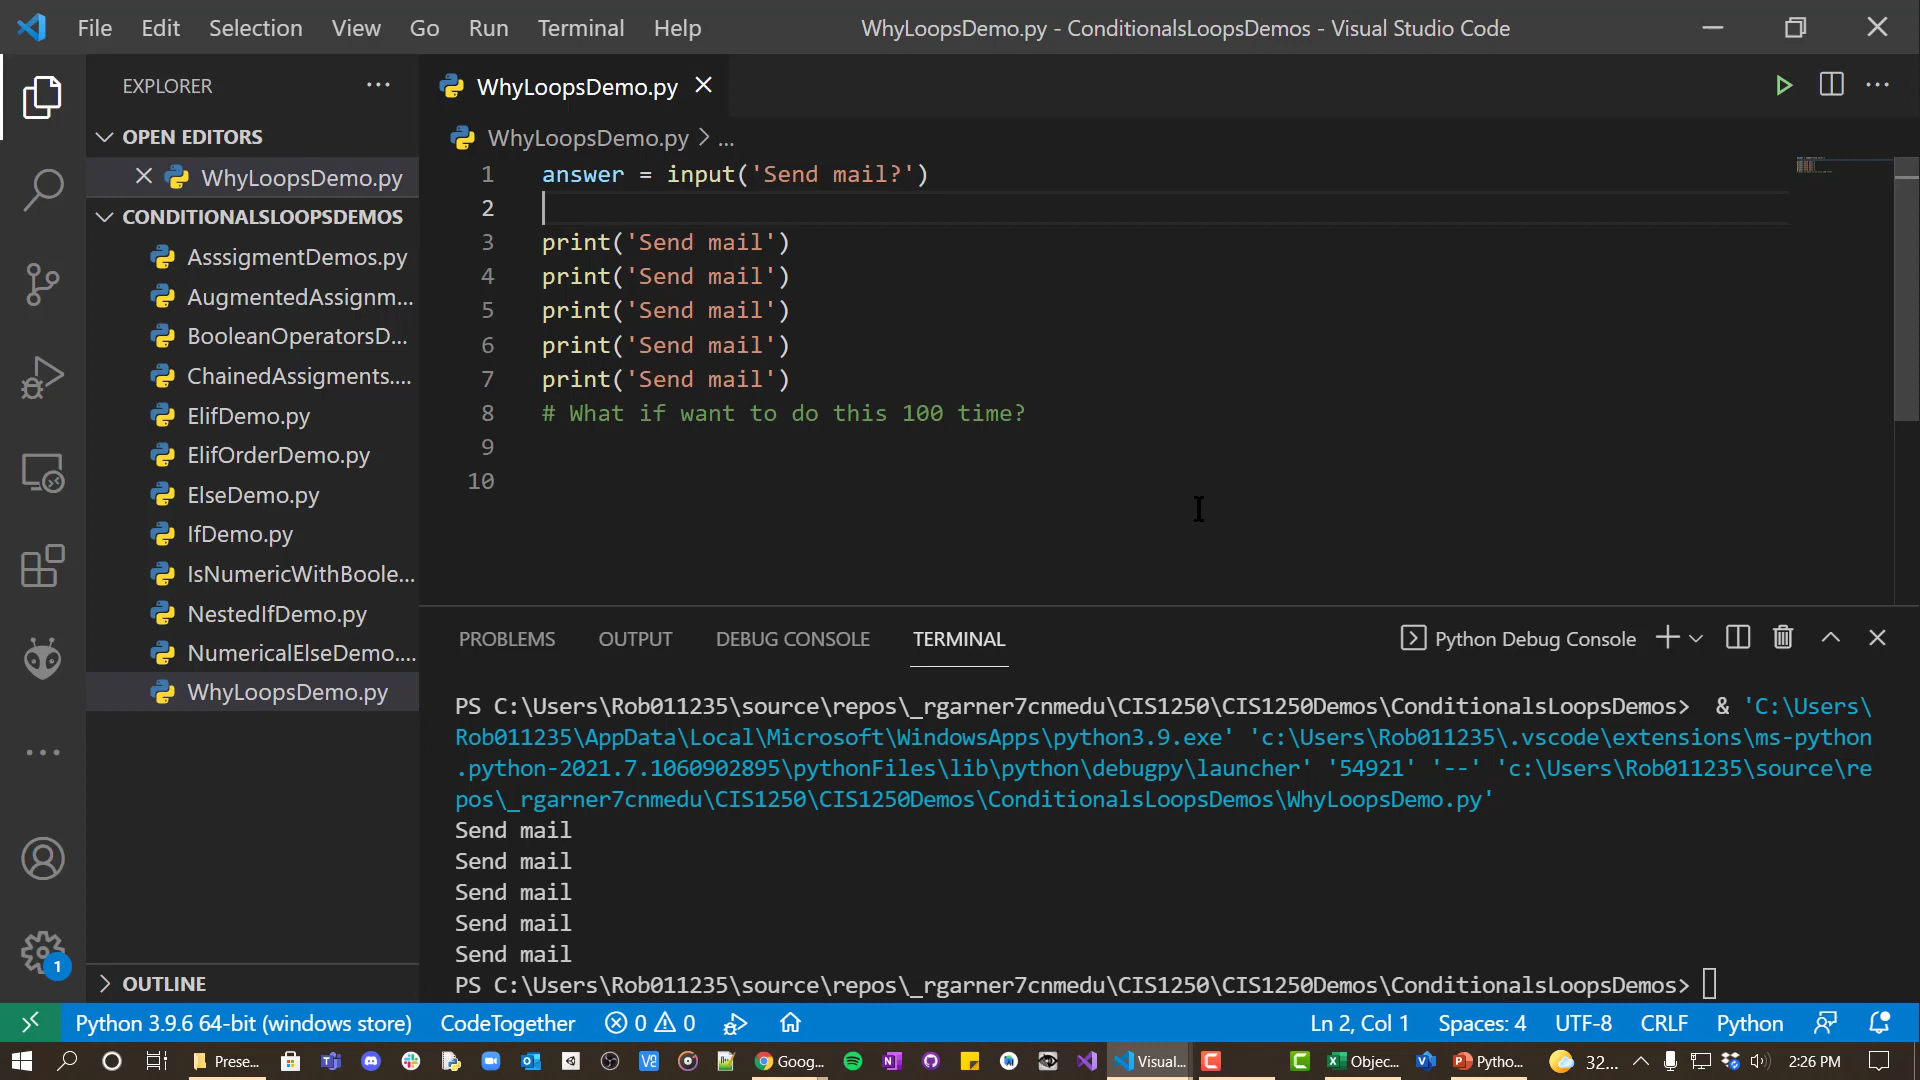 File Edit Selection View Go Run Terminal Help WhyLoopsDemo.py - ConditionalsLoopsDemos - Visual Studio Code
EXPLORER
OPEN EDITORS
WhyLoopsDemo.py
CONDITIONALSLOOPSDEMOS
AsssigmentDemos.py
AugmentedAssignm...
BooleanOperatorsD...
ChainedAssigments....
ElifDemo.py
ElifOrderDemo.py
ElseDemo.py
IfDemo.py
IsNumericWithBoole...
NestedIfDemo.py
NumericalElseDemo....
WhyLoopsDemo.py
OUTLINE
WhyLoopsDemo.py
WhyLoopsDemo.py > ...
1 answer = input('Send mail?')
2
3 print('Send mail')
4 print('Send mail')
5 print('Send mail')
6 print('Send mail')
7 print('Send mail')
8 # What if want to do this 100 time?
9
10
PROBLEMS OUTPUT DEBUG CONSOLE TERMINAL Python Debug Console
PS C:\Users\Rob011235\source\repos\_rgarner7cnmedu\CIS1250\CIS1250Demos\ConditionalsLoopsDemos> & 'C:\Users\
Rob011235\AppData\Local\Microsoft\WindowsApps\python3.9.exe' 'c:\Users\Rob011235\.vscode\extensions\ms-python
.python-2021.7.1060902895\pythonFiles\lib\python\debugpy\launcher' '54921' '--' 'c:\Users\Rob011235\source\re
pos\_rgarner7cnmedu\CIS1250\CIS1250Demos\ConditionalsLoopsDemos\WhyLoopsDemo.py'
Send mail
Send mail
Send mail
Send mail
Send mail
PS C:\Users\Rob011235\source\repos\_rgarner7cnmedu\CIS1250\CIS1250Demos\ConditionalsLoopsDemos>
1
Python 3.9.6 64-bit (windows store) CodeTogether 0 0 Ln 2, Col 1 Spaces: 4 UTF-8 CRLF Python
Prese... Goog... Visual... Objec... Pytho... 32... 2:26 PM